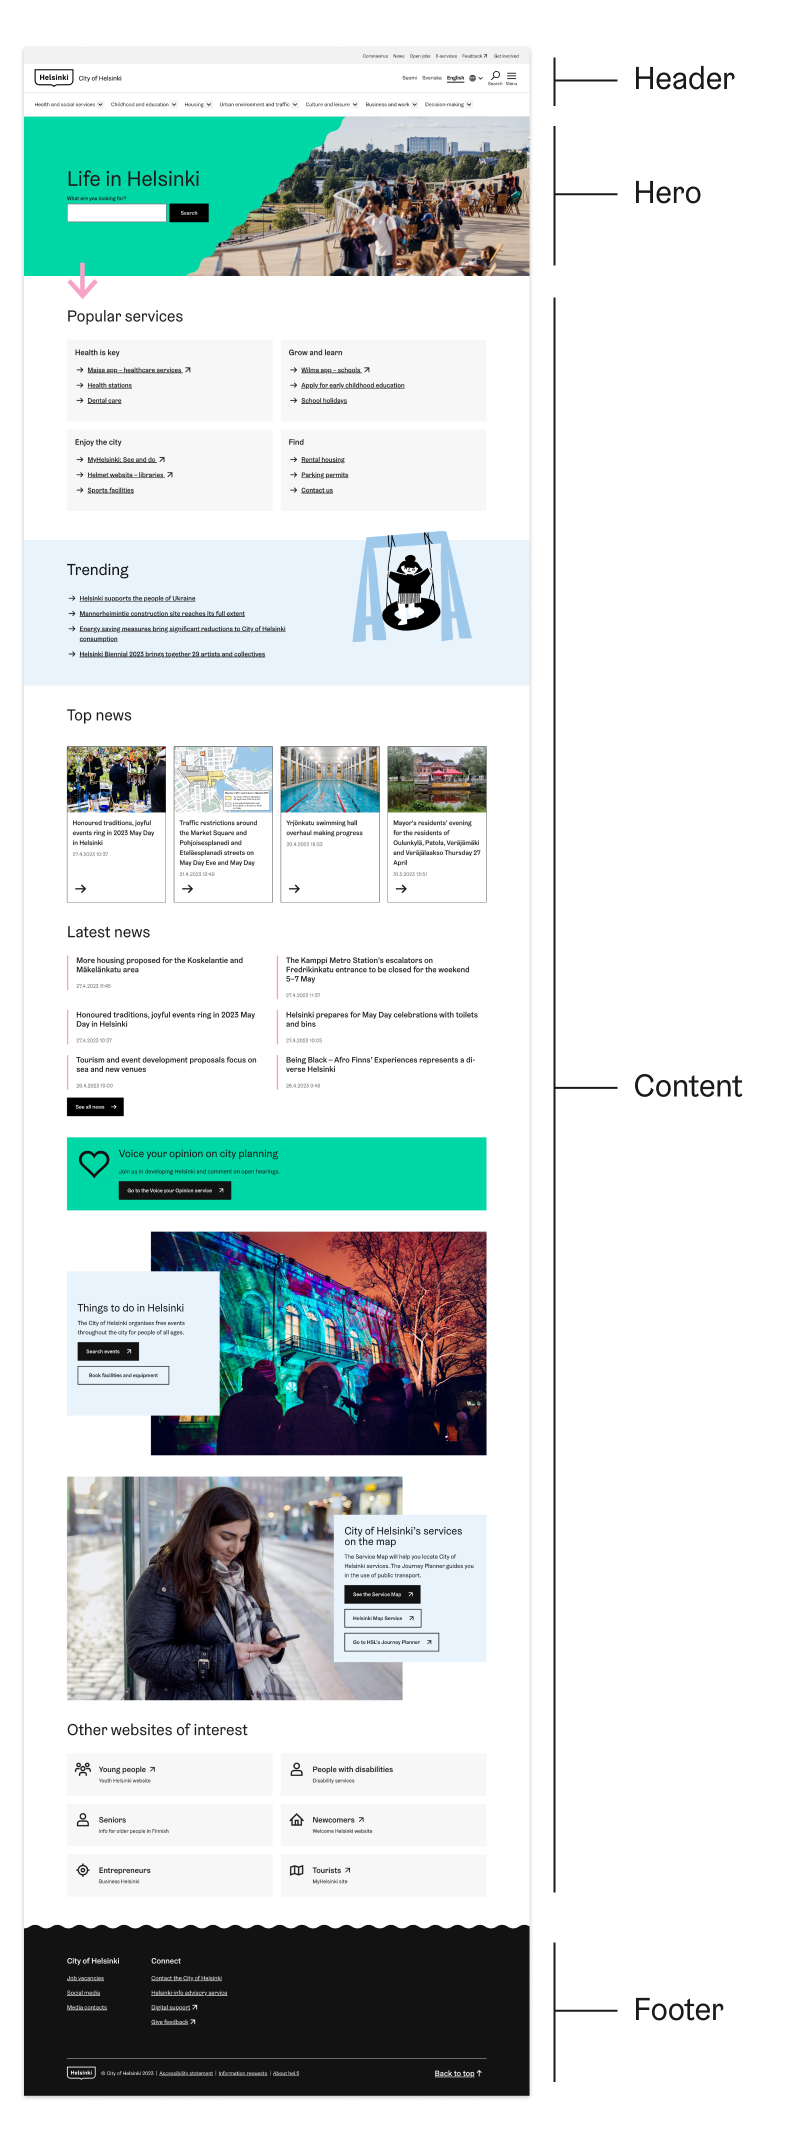 Coronavirus News Open jobs E-services Feedback Get involved
Header
Helsinki City of Helsinki
Suomi Svenska English
Search Menu
Health and social services Childhood and education Housing Urban environment and traffic Culture and leisure Business and work Decision-making
Life in Helsinki
What are you looking for?
Search
Hero
Popular services
Health is key
Maisa app – healthcare services
Health stations
Dental care
Grow and learn
Wilma app – schools
Apply for early childhood education
School holidays
Enjoy the city
MyHelsinki: See and do
Helmet website – libraries
Sports facilities
Find
Rental housing
Parking permits
Contact us
Trending
Helsinki supports the people of Ukraine
Mannerheimintie construction site reaches its full extent
Energy saving measures bring significant reductions to City of Helsinki
consumption
Helsinki Biennial 2023 brings together 29 artists and collectives
Top news
Honoured traditions, joyful
events ring in 2023 May Day
in Helsinki
27.4.2023 10:37
Traffic restrictions around
the Market Square and
Pohjoisesplanadi and
Eteläesplanadi streets on
May Day Eve and May Day
21.4.2023 13:49
Yrjönkatu swimming hall
overhaul making progress
20.4.2023 16:33
Mayor's residents' evening
for the residents of
Oulunkylä, Patola, Veräjämäki
and Veräjälaakso Thursday 27
April
31.3.2023 13:51
Latest news
More housing proposed for the Koskelantie and
Mäkelänkatu area
27.4.2023 11:45
The Kamppi Metro Station's escalators on
Fredrikinkatu entrance to be closed for the weekend
5–7 May
27.4.2023 11:37
Honoured traditions, joyful events ring in 2023 May
Day in Helsinki
27.4.2023 10:37
Helsinki prepares for May Day celebrations with toilets
and bins
27.4.2023 10:05
Tourism and event development proposals focus on
sea and new venues
26.4.2023 13:00
Being Black – Afro Finns' Experiences represents a di-
verse Helsinki
26.4.2023 9:49
See all news
Content
Voice your opinion on city planning
Join us in developing Helsinki and comment on open hearings.
Go to the Voice your Opinion service
Things to do in Helsinki
The City of Helsinki organises free events
throughout the city for people of all ages.
Search events
Book facilities and equipment
City of Helsinki's services
on the map
The Service Map will help you locate City of
Helsinki services. The Journey Planner guides you
in the use of public transport.
See the Service Map
Helsinki Map Service
Go to HSL's Journey Planner
Other websites of interest
Young people
Youth Helsinki website
People with disabilities
Disability services
Seniors
Info for older people in Finnish
Newcomers
Welcome Helsinki website
Entrepreneurs
Business Helsinki
Tourists
MyHelsinki site
City of Helsinki
Job vacancies
Social media
Media contacts
Connect
Contact the City of Helsinki
Helsinki-info advisory service
Digital support
Give feedback
Footer
Helsinki © City of Helsinki 2023 | Accessibility statement | Information requests | About hel.fi
Back to top